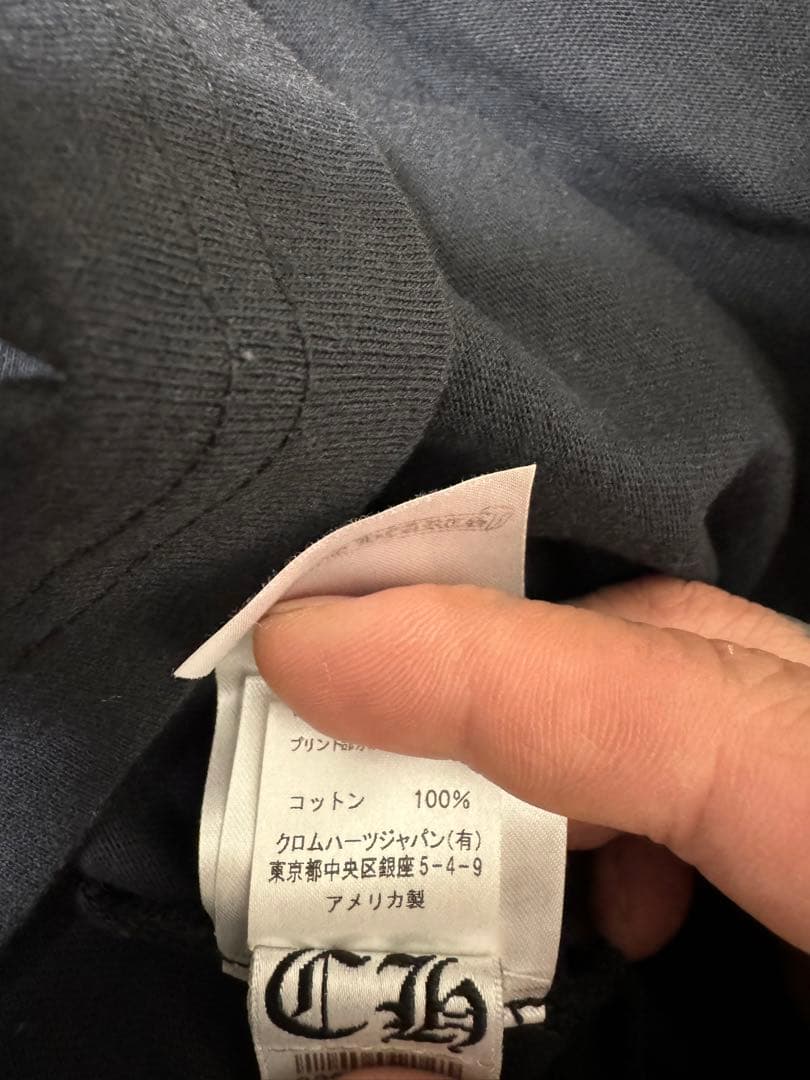 プリント部
コットン 100%
クロムハーツジャパン(有)
東京都中央区銀座5-4-9
アメリカ製
CH